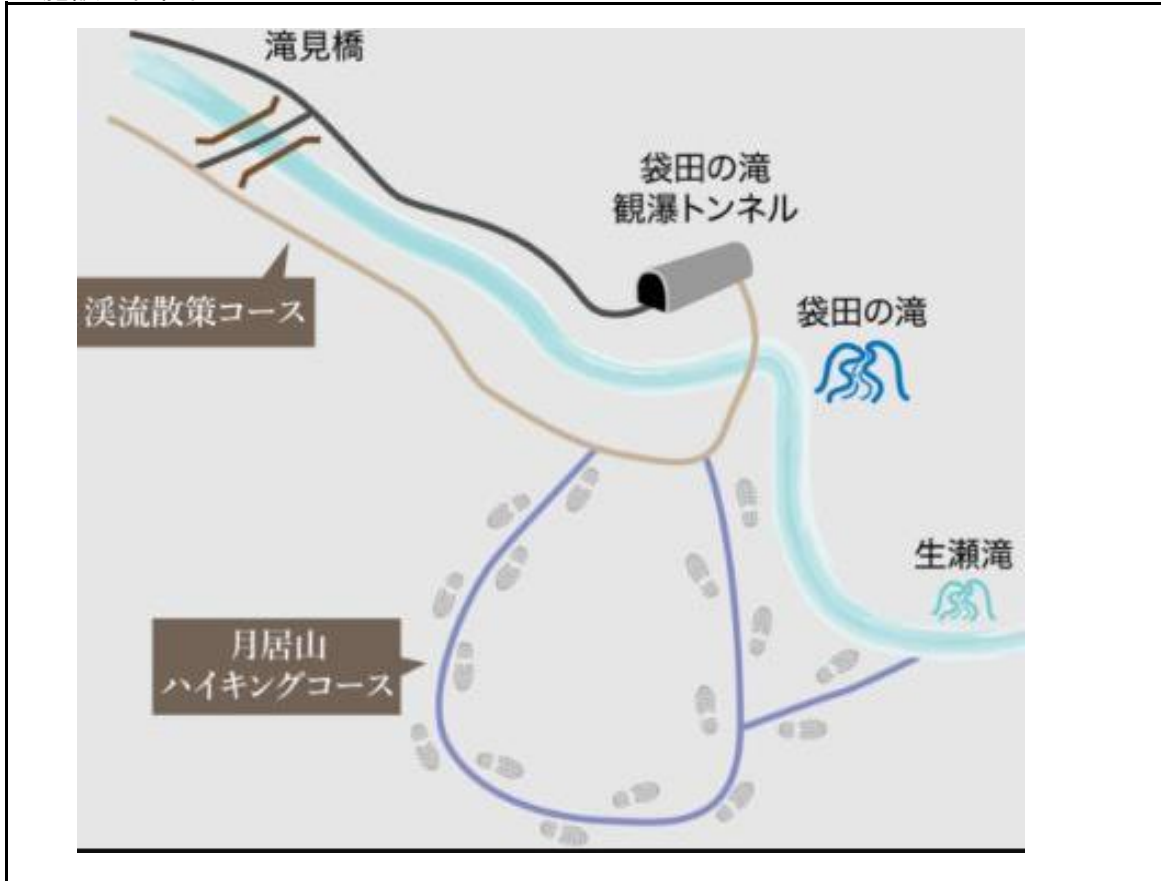 滝見橋
袋田の滝
観瀑トンネル
渓流散策コース
袋田の滝
生瀬滝
月居山
ハイキングコース